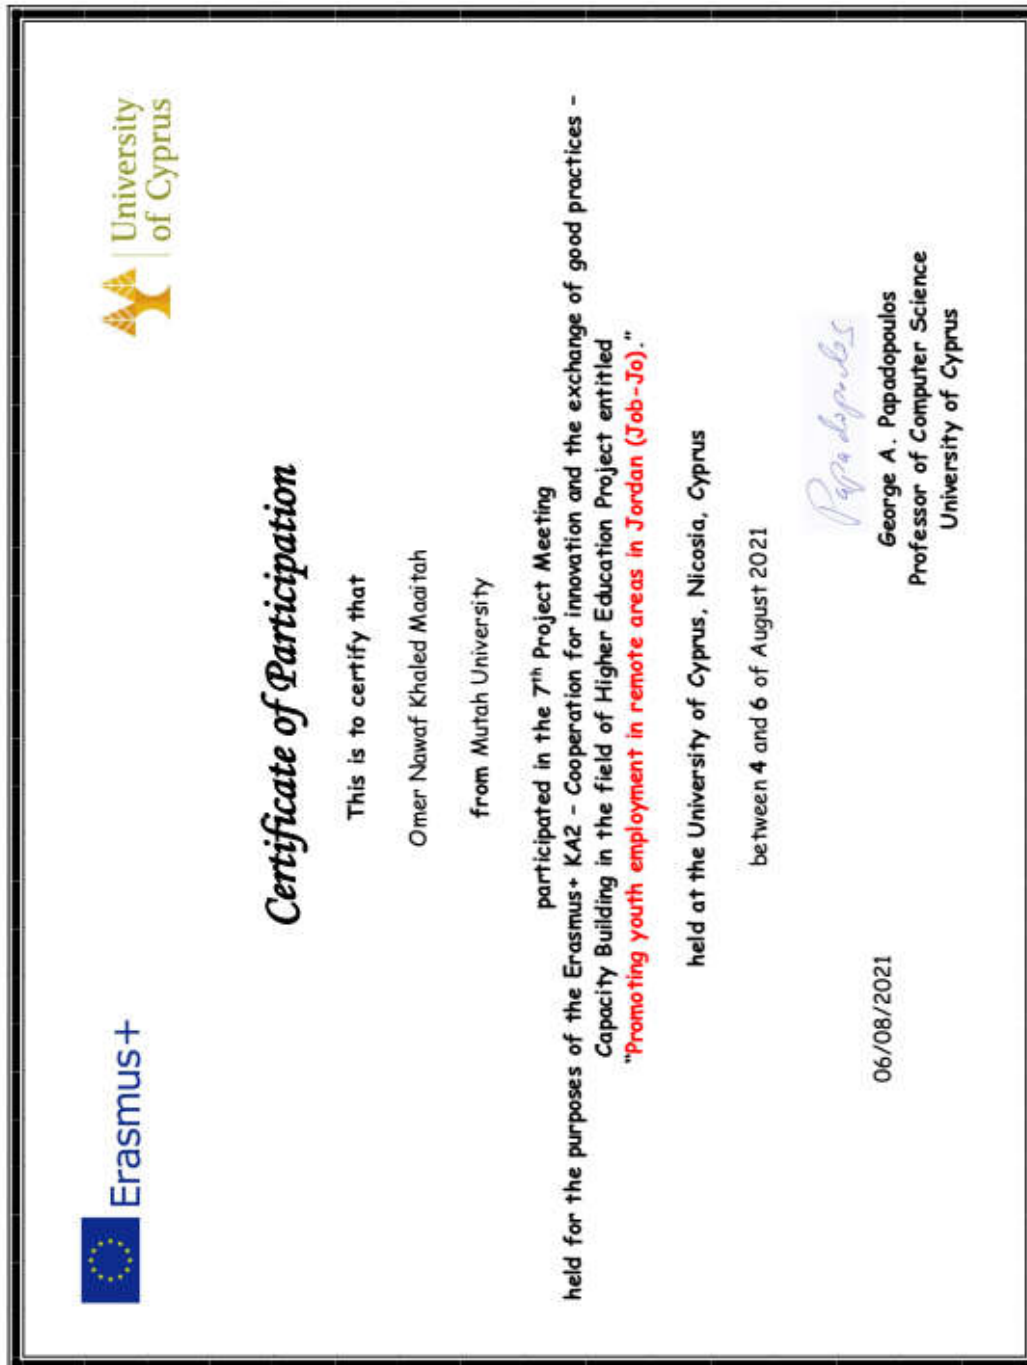 Erasmus+
University
of Cyprus
Certificate of Participation
This is to certify that
Omer Nawaf Khaled Maaitah
from Mutah University
participated in the 7th Project Meeting
held for the purposes of the Erasmus+ KA2 – Cooperation for innovation and the exchange of good practices –
Capacity Building in the field of Higher Education Project entitled
"Promoting youth employment in remote areas in Jordan (Job-Jo)."
held at the University of Cyprus, Nicosia, Cyprus
between 4 and 6 of August 2021
Papadopoulos
06/08/2021
George A. Papadopoulos
Professor of Computer Science
University of Cyprus